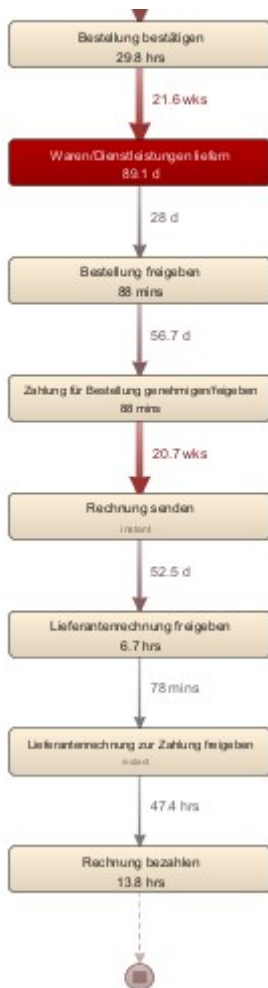 Bestellung bestätigen
29.8 hrs
21.6 wks
Waren/Dienstleistungen liefern
89.1 d
28 d
Bestellung freigeben
88 mins
56.7 d
Zahlung für Bestellung genehmigen/freigeben
88 mins
20.7 wks
Rechnung senden
instant
52.5 d
Lieferantenrechnung freigeben
6.7 hrs
78 mins
Lieferantenrechnung zur Zahlung freigeben
instant
47.4 hrs
Rechnung bezahlen
13.8 hrs